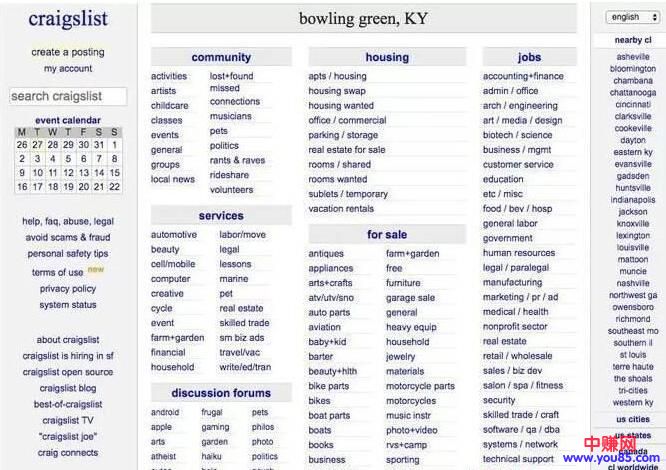 craigslist
create a posting
my account
search craigslist
event calendar
M T W T F S S
26 27 28 29 30 31 1
2 3 4 5 6 7 8
9 10 11 12 13 14 15
16 17 18 19 20 21 22
help, faq, abuse, legal
avoid scams & fraud
personal safety tips
terms of use new
privacy policy
system status
about craigslist
craigslist is hiring in sf
craigslist open source
craigslist blog
best-of-craigslist
craigslist TV
"craigslist joe"
craig connects
bowling green, KY
community
activities
artists
childcare
classes
events
general
groups
local news
lost+found
missed
connections
musicians
pets
politics
rants & raves
rideshare
volunteers
services
automotive
beauty
cell/mobile
computer
creative
cycle
event
farm+garden
financial
household
labor/move
legal
lessons
marine
pet
real estate
skilled trade
sm biz ads
travel/vac
write/ed/tran
discussion forums
android
apple
arts
atheist
frugal
gaming
garden
haiku
pets
philos
photo
politics
housing
apts / housing
housing swap
housing wanted
office / commercial
parking / storage
real estate for sale
rooms / shared
rooms wanted
sublets / temporary
vacation rentals
for sale
antiques
appliances
arts+crafts
atv/utv/sno
auto parts
aviation
baby+kid
barter
beauty+hlth
bike parts
bikes
boat parts
boats
books
business
farm+garden
free
furniture
garage sale
general
heavy equip
household
jewelry
materials
motorcycle parts
motorcycles
music instr
photo+video
rvs+camp
sporting
jobs
accounting+finance
admin / office
arch / engineering
art / media / design
biotech / science
business / mgmt
customer service
education
etc / misc
food / bev / hosp
general labor
government
human resources
legal / paralegal
manufacturing
marketing / pr / ad
medical / health
nonprofit sector
real estate
retail / wholesale
sales / biz dev
salon / spa / fitness
security
skilled trade / craft
software / qa / dba
systems / network
technical support
english
nearby cl
asheville
bloomington
chambana
chattanooga
cincinnati
clarksville
cookeville
dayton
eastern ky
evansville
gadsden
huntsville
indianapolis
jackson
knoxville
lexington
louisville
mattoon
muncie
nashville
northwest ga
owensboro
richmond
southeast mo
southern il
st louis
terre haute
the shoals
tri-cities
western ky
us cities
us states
canada
cl worldwide
中赚网
www.you85.com